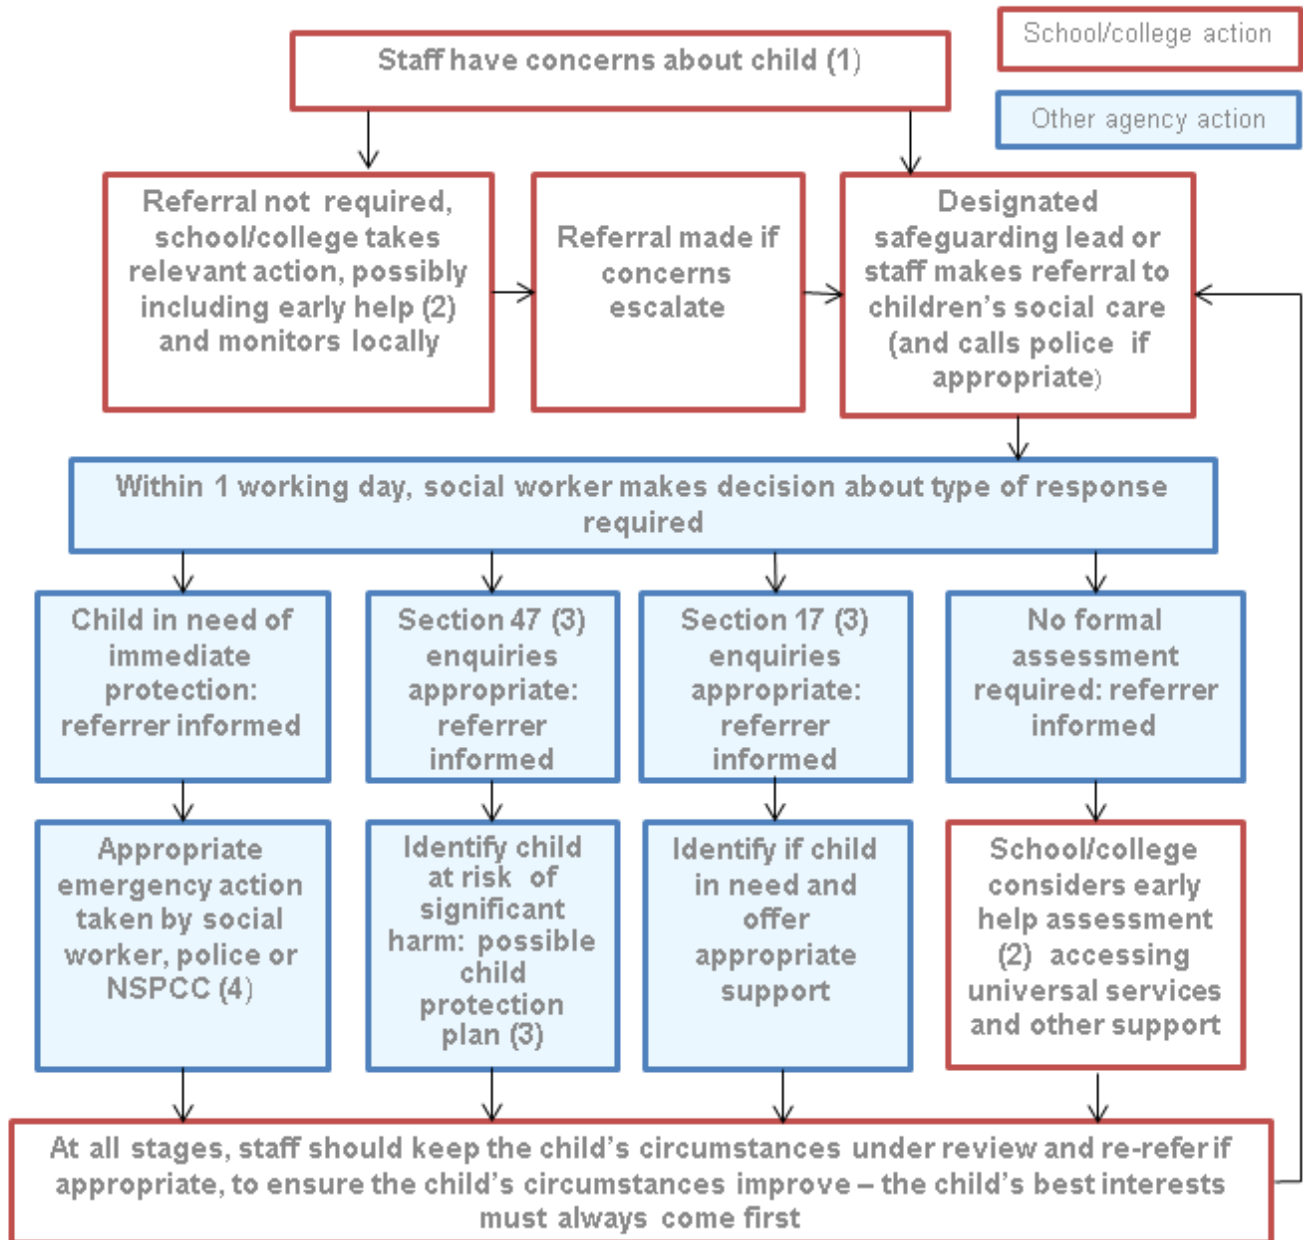 School/college action
Other agency action
Staff have concerns about child (1)
Referral not required,
school/college takes
relevant action, possibly
including early help (2)
and monitors locally
Referral made if
concerns
escalate
Designated
safeguarding lead or
staff makes referral to
children's social care
(and calls police if
appropriate)
Within 1 working day, social worker makes decision about type of response
required
Child in need of
immediate
protection:
referrer informed
Section 47 (3)
enquiries
appropriate:
referrer
informed
Section 17 (3)
enquiries
appropriate:
referrer
informed
No formal
assessment
required: referrer
informed
Appropriate
emergency action
taken by social
worker, police or
NSPCC (4)
Identify child
at risk of
significant
harm: possible
child
protection
plan (3)
Identify if child
in need and
offer
appropriate
support
School/college
considers early
help assessment
(2) accessing
universal services
and other support
At all stages, staff should keep the child's circumstances under review and re-refer if
appropriate, to ensure the child's circumstances improve – the child's best interests
must always come first